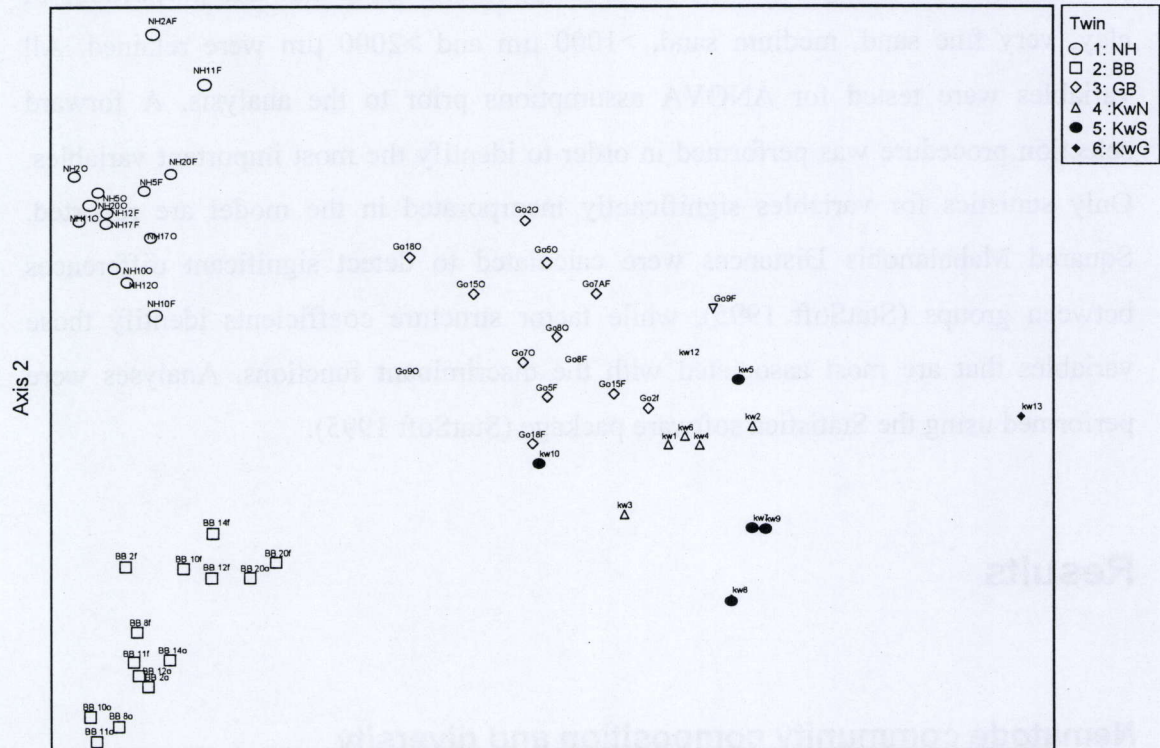 very fine sand, medium sand, >1000 µm and >2000 µm were retained. All
were tested for ANOVA assumptions prior to the analysis. A forward
procedure was performed in order to identify the most important variables.
Only statistics for variables significantly incorporated in the model are
Squared Mahalanobis Distances were calculated to detect significant differences
between groups (StatSoft 1995), while factor structure coefficients identify those
variables that are most associated with the discriminant functions. Analyses were
performed using the Statistica software package (StatSoft 1995).
Results
Nematode community composition and diversity
Axis 2
Twin
1: NH
2: BB
3: GB
4: KwN
5: KwS
6: KwG
NH2AF
NH11F
NH20F
NH2O
NH5F
NH5O
NH20O
NH12F
NH1O
NH17F
NH17O
NH10O
NH12O
NH10F
Go2O
Go18O
Go5O
Go15O
Go7AF
Go9F
Go8O
Go7O
Go8F
kw12
Go9O
kw5
Go5F
Go15F
Go2f
kw13
kw2
kw6
kw1
kw4
Go18F
kw10
kw3
kw7
kw9
kw8
BB 14f
BB 2f
BB 10f
BB 12f
BB 20o
BB 20f
BB 8f
BB 11f
BB 14o
BB 12o
BB 2o
BB 10o
BB 8o
BB 11o